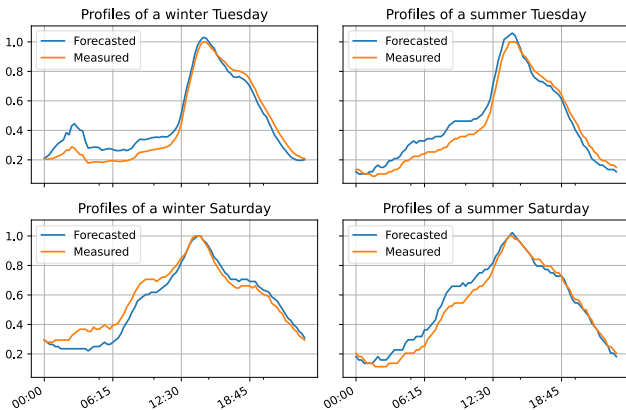 Profiles of a winter Tuesday
Forecasted
Measured
1.0
0.8
0.6
0.4
0.2
Profiles of a summer Tuesday
Forecasted
Measured
Profiles of a winter Saturday
Forecasted
Measured
1.0
0.8
0.6
0.4
0.2
00:00
06:15
12:30
18:45
Profiles of a summer Saturday
Forecasted
Measured
00:00
06:15
12:30
18:45